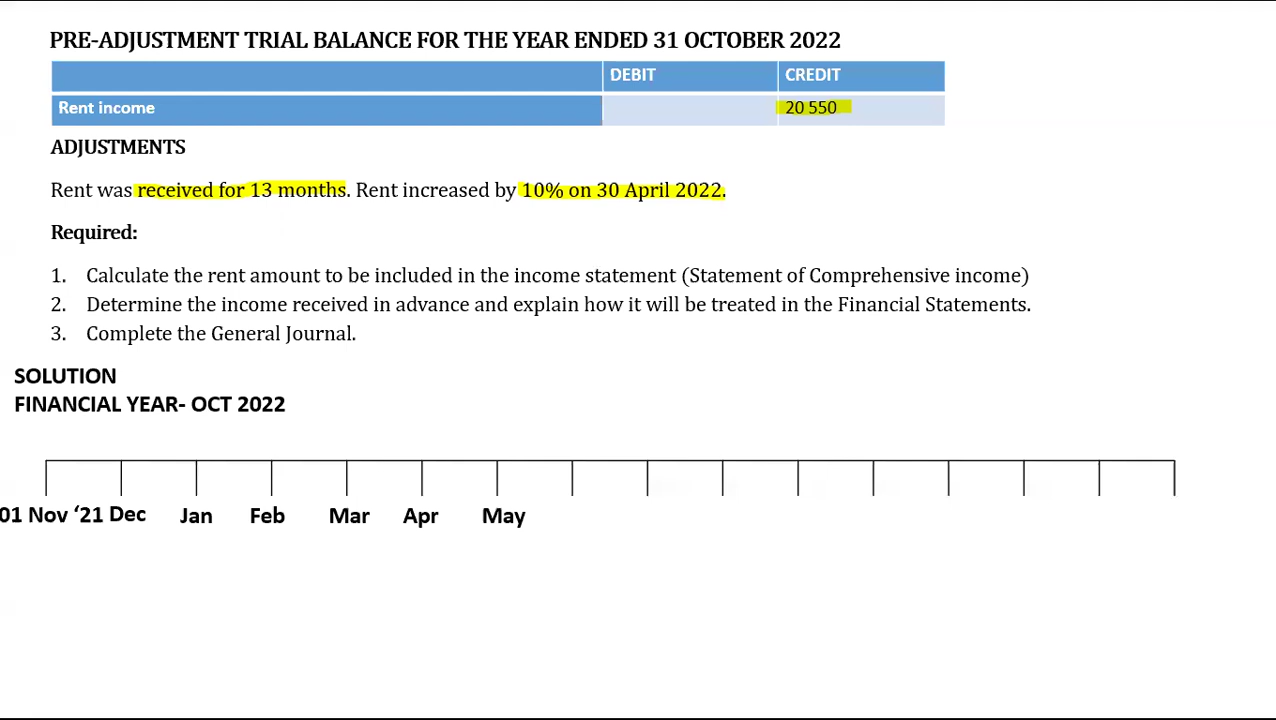 PRE-ADJUSTMENT TRIAL BALANCE FOR THE YEAR ENDED 31 OCTOBER 2022
DEBIT CREDIT
Rent income 20 550
ADJUSTMENTS
Rent was received for 13 months. Rent increased by 10% on 30 April 2022.
Required:
1. Calculate the rent amount to be included in the income statement (Statement of Comprehensive income)
2. Determine the income received in advance and explain how it will be treated in the Financial Statements.
3. Complete the General Journal.
SOLUTION
FINANCIAL YEAR- OCT 2022
01 Nov ‘21 Dec Jan Feb Mar Apr May